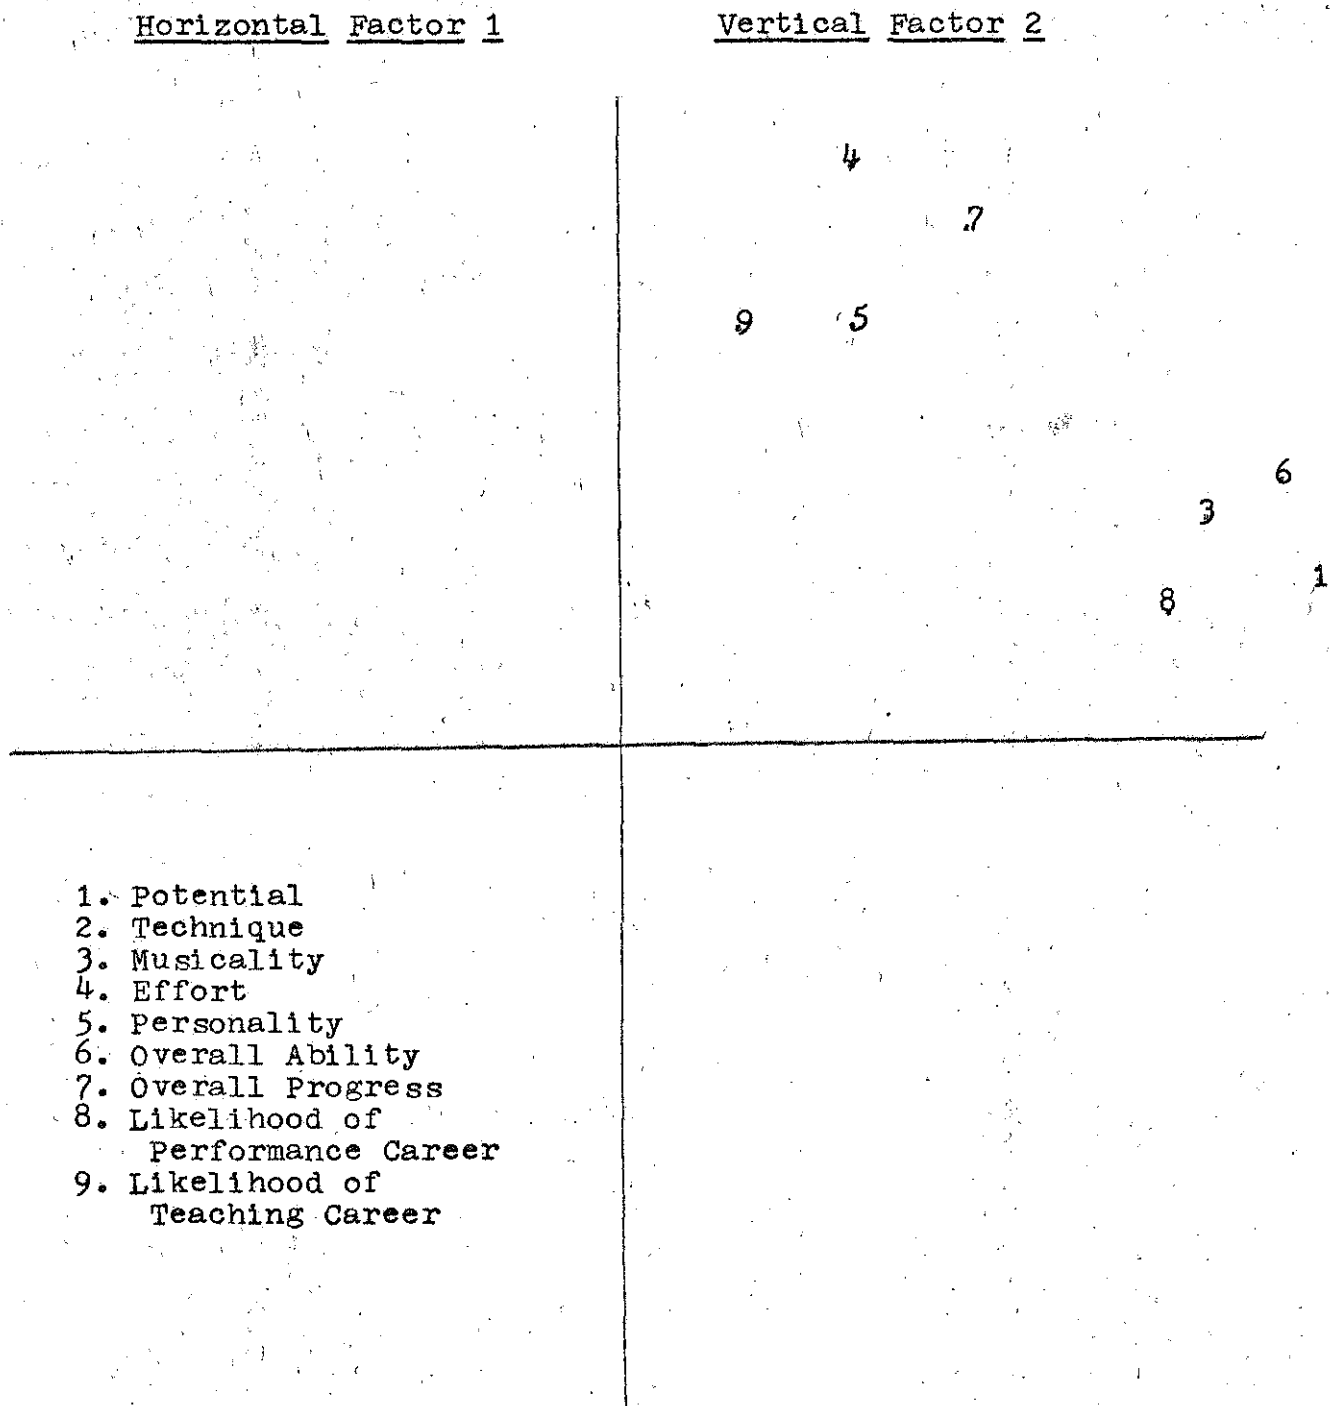 Horizontal Factor 1 Vertical Factor 2
4
7
9 5
6
3
1
8
1. Potential
2. Technique
3. Musicality
4. Effort
5. Personality
6. Overall Ability
7. Overall Progress
8. Likelihood of
Performance Career
9. Likelihood of
Teaching Career